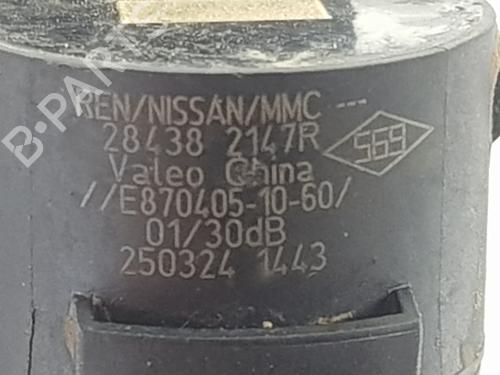 REN/NISSAN/MMC ---
28438 2147R
569
Valeo China
//E870405-10-60/
01/30dB
250324 1443
B-PARTS